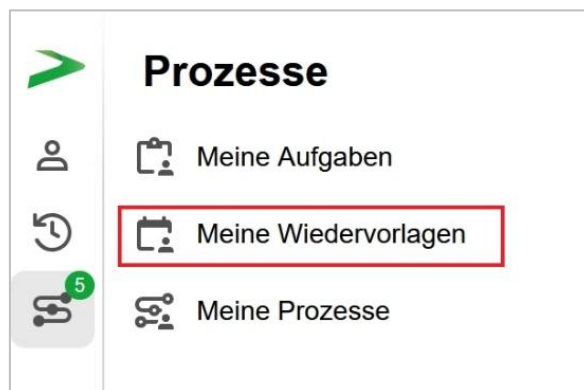 Prozesse
Meine Aufgaben
Meine Wiedervorlagen
5
Meine Prozesse